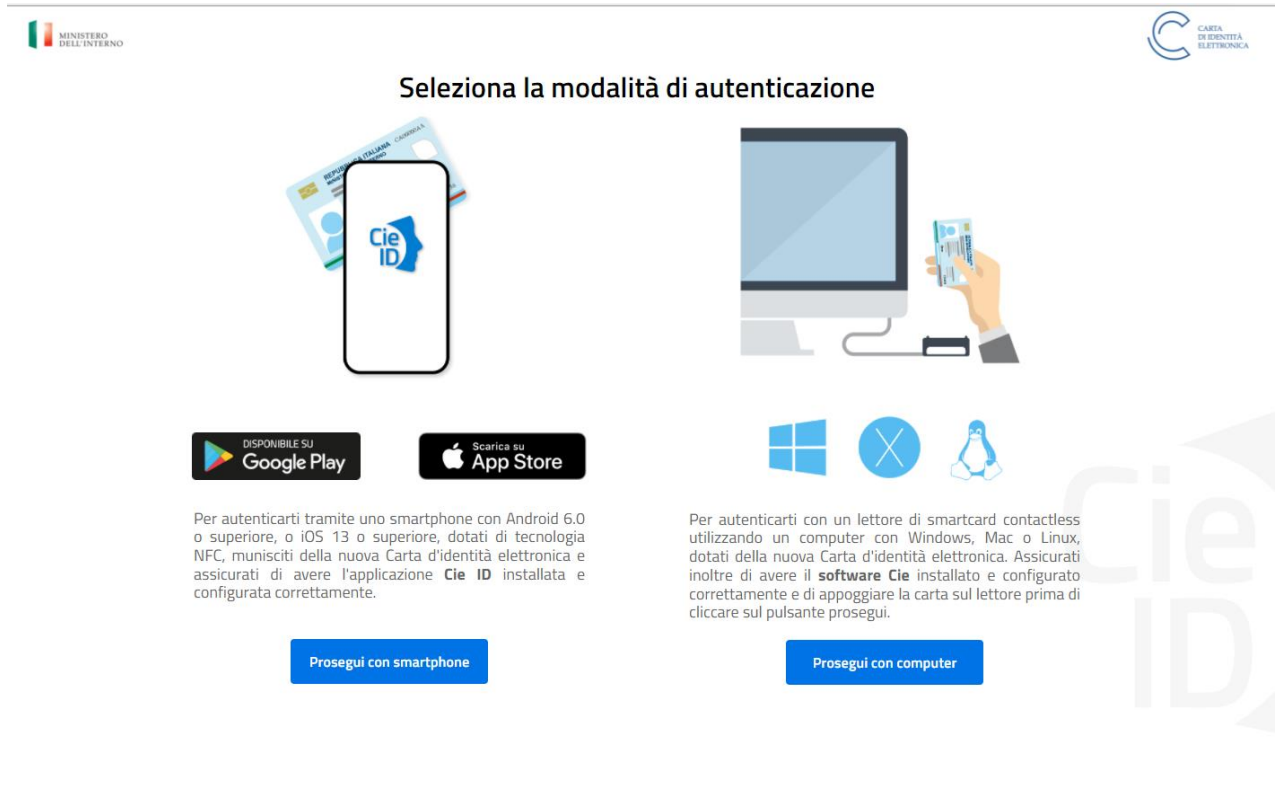 MINISTERO
DELL'INTERNO
CARTA
DI IDENTITÀ
ELETTRONICA
Seleziona la modalità di autenticazione
REPUBBLICA ITALIANA
Cie
ID
DISPONIBILE SU
Google Play
Scarica su
App Store
Per autenticarti tramite uno smartphone con Android 6.0
o superiore, o iOS 13 o superiore, dotati di tecnologia
NFC, munisciti della nuova Carta d'identità elettronica e
assicurati di avere l'applicazione Cie ID installata e
configurata correttamente.
Prosegui con smartphone
Per autenticarti con un lettore di smartcard contactless
utilizzando un computer con Windows, Mac o Linux,
dotati della nuova Carta d'identità elettronica. Assicurati
inoltre di avere il software Cie installato e configurato
correttamente e di appoggiare la carta sul lettore prima di
cliccare sul pulsante prosegui.
Prosegui con computer
Cie
ID